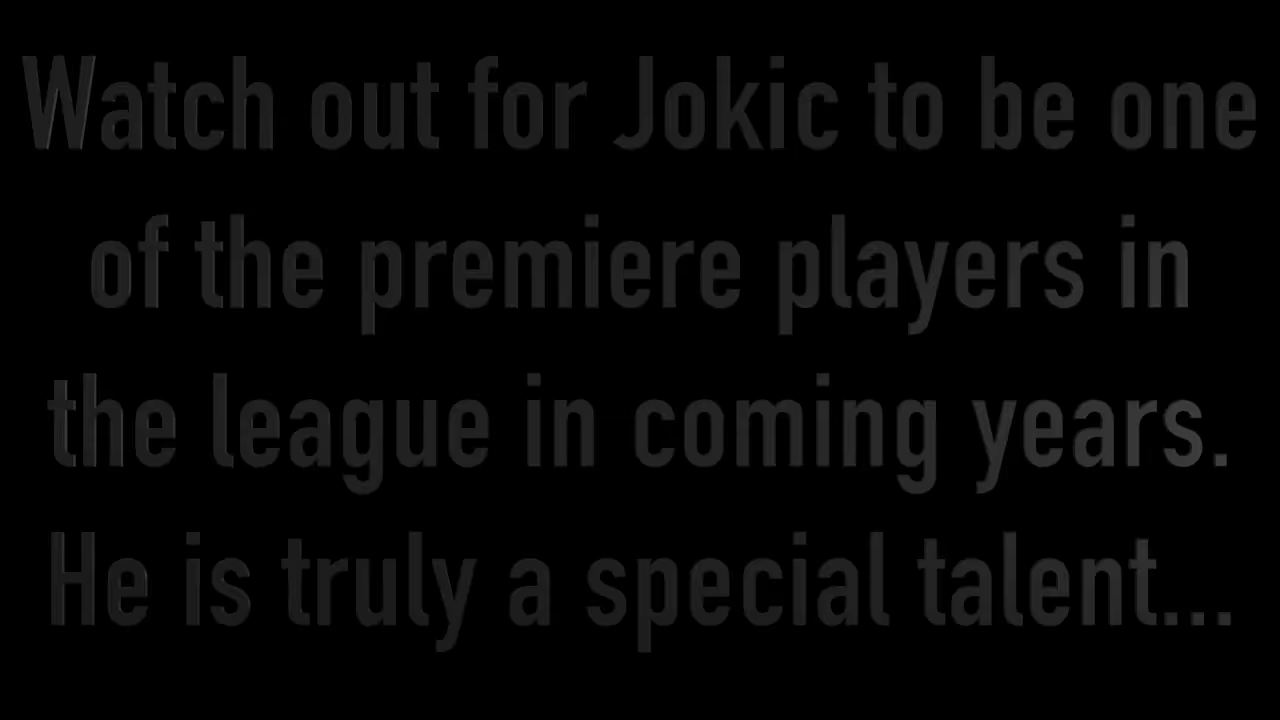 Watch out for Jokic to be one
of the premiere players in
the league in coming years.
He is truly a special talent...